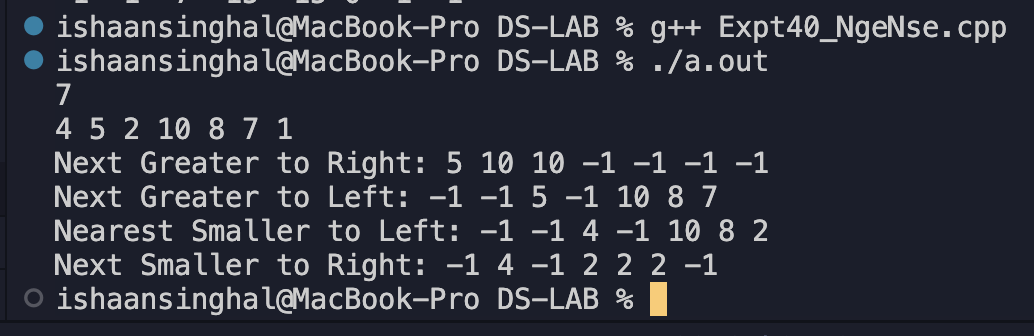 ishaansinghal@MacBook-Pro DS-LAB % g++ Expt40_NgeNse.cpp
ishaansinghal@MacBook-Pro DS-LAB % ./a.out
7
4 5 2 10 8 7 1
Next Greater to Right: 5 10 10 -1 -1 -1 -1
Next Greater to Left: -1 -1 5 -1 10 8 7
Nearest Smaller to Left: -1 -1 4 -1 10 8 2
Next Smaller to Right: -1 4 -1 2 2 2 -1
ishaansinghal@MacBook-Pro DS-LAB %